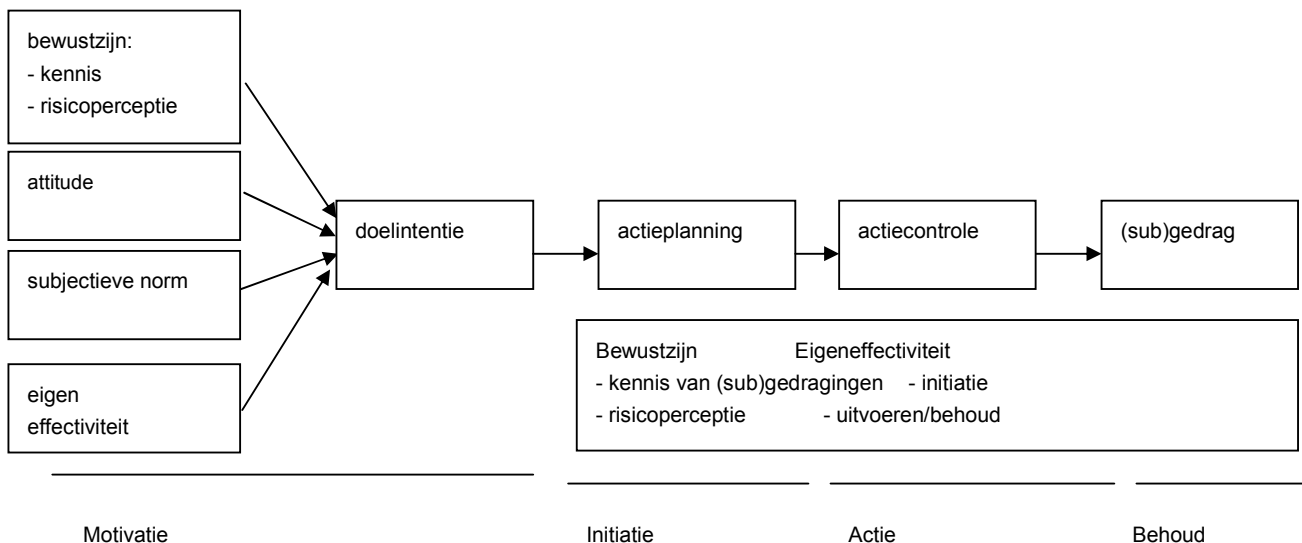 bewustzijn:
- kennis
- risicoperceptie
attitude
subjectieve norm
eigen
effectiviteit
doelintentie
actieplanning
actiecontrole
(sub)gedrag
Bewustzijn Eigeneffectiviteit
- kennis van (sub)gedragingen - initiatie
- risicoperceptie - uitvoeren/behoud
Motivatie Initiatie Actie Behoud